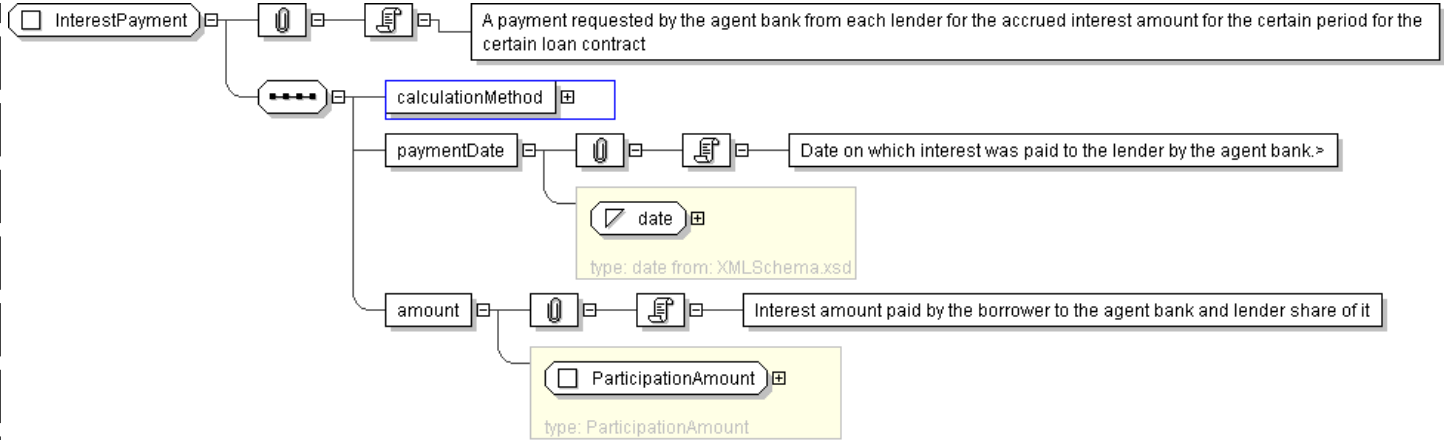 InterestPayment
A payment requested by the agent bank from each lender for the accrued interest amount for the certain period for the
certain loan contract
calculationMethod
paymentDate
Date on which interest was paid to the lender by the agent bank.>
date
type: date from: XMLSchema.xsd
amount
Interest amount paid by the borrower to the agent bank and lender share of it
ParticipationAmount
type: ParticipationAmount